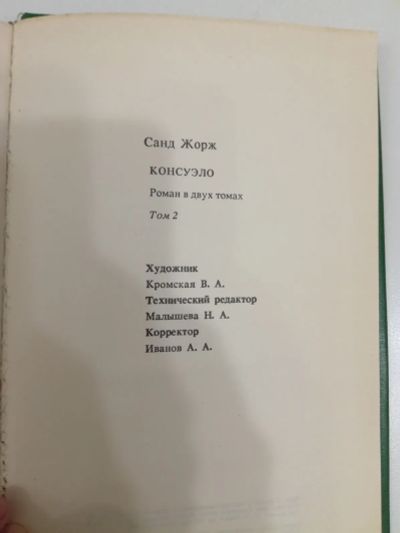 Санд Жорж
КОНСУЭЛО
Роман в двух томах
Том 2
Художник
Кромская В. А.
Технический редактор
Малышева Н. А.
Корректор
Иванов А. А.